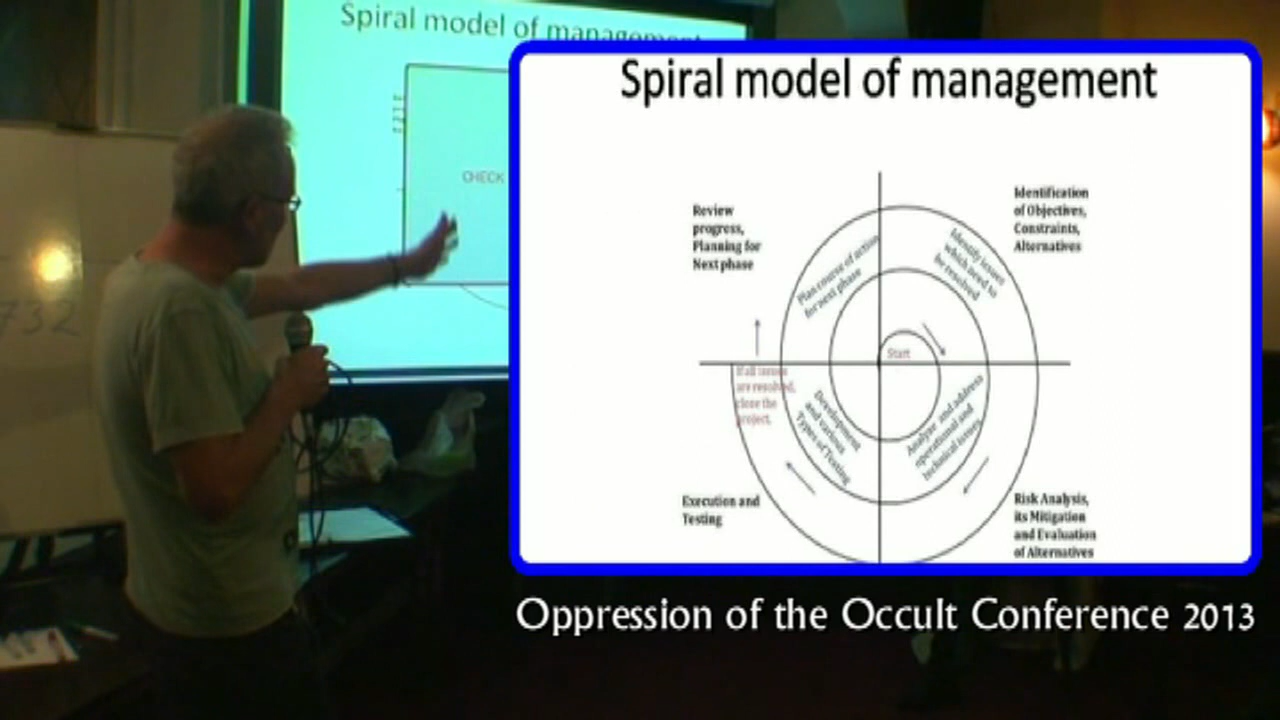 Spiral model of management
CHECK
732
Spiral model of management
Review
progress,
Planning for
Next phase
Identification
of Objectives,
Constraints,
Alternatives
Plan course of action
for next phase
Identify issues
which need to
be resolved
Start
If all issues
are resolved,
close the
project.
Development
and various
Types of Testing
Analyze and address
operational and
technical issues
Execution and
Testing
Risk Analysis,
its Mitigation
and Evaluation
of Alternatives
Oppression of the Occult Conference 2013